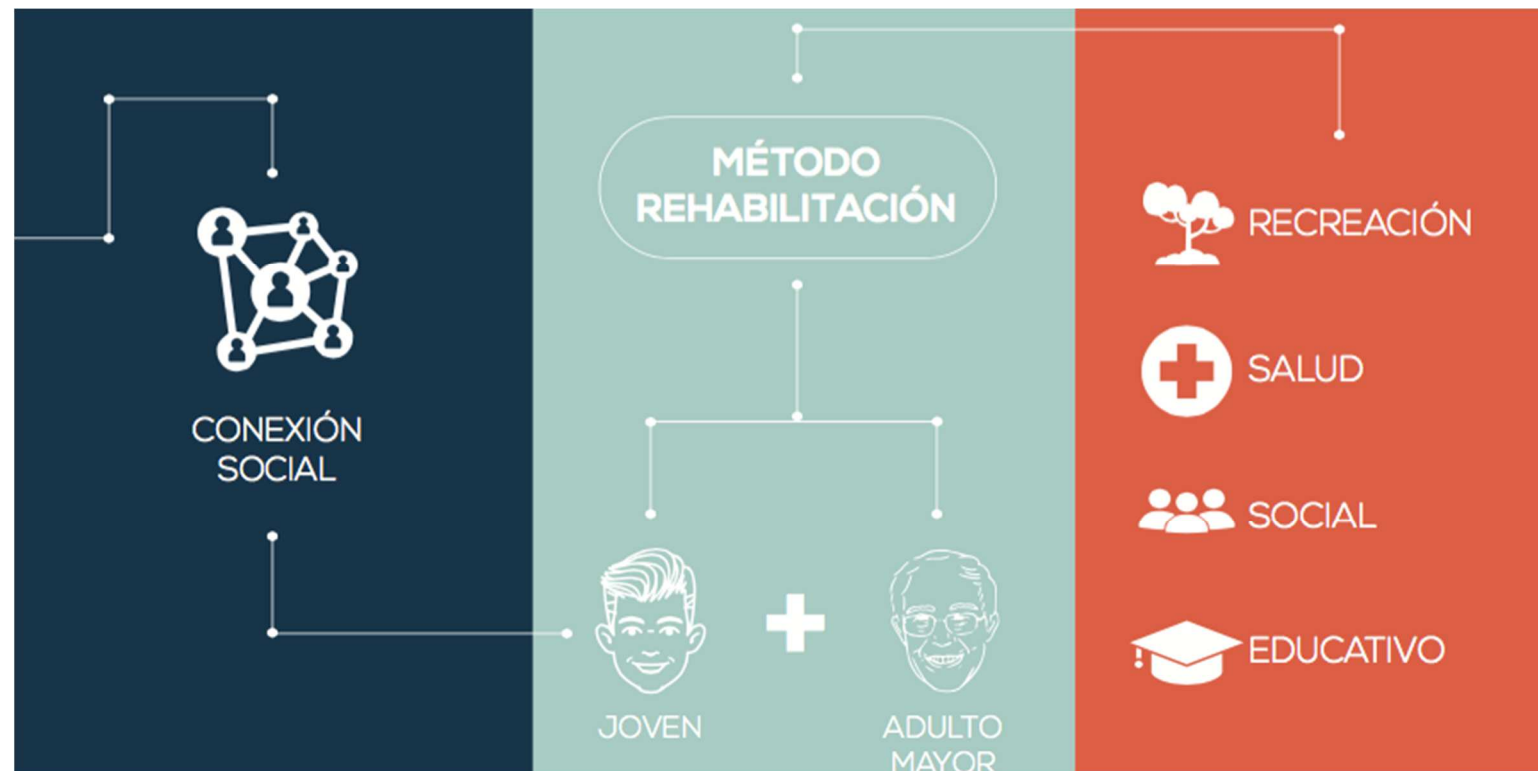 CONEXIÓN
SOCIAL
MÉTODO
REHABILITACIÓN
JOVEN
ADULTO
MAYOR
RECREACIÓN
SALUD
SOCIAL
EDUCATIVO